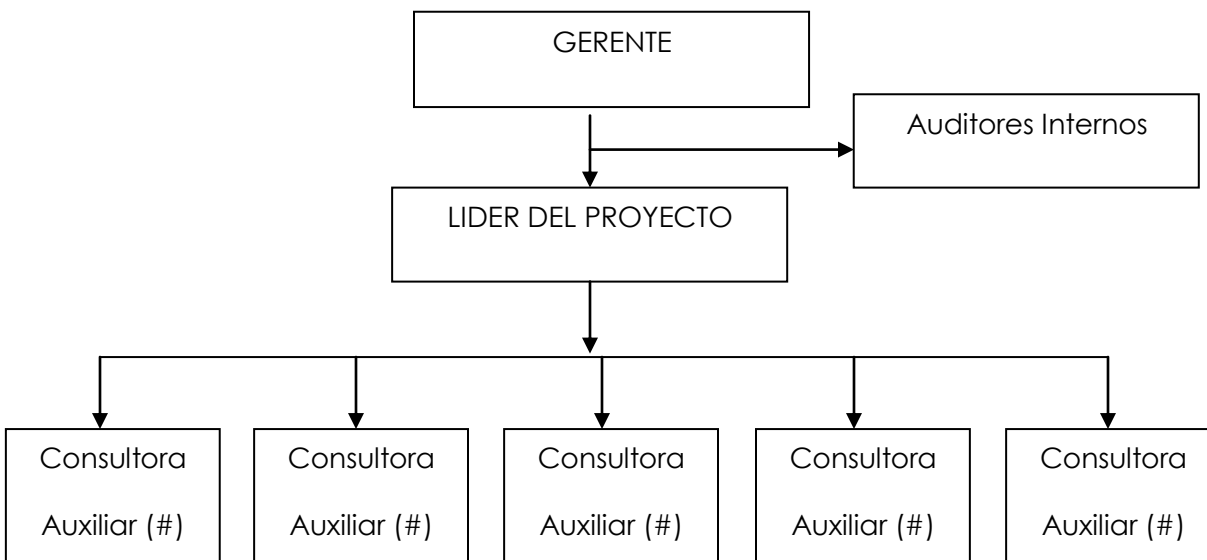 GERENTE
Auditores Internos
LIDER DEL PROYECTO
Consultora
Auxiliar (#)
Consultora
Auxiliar (#)
Consultora
Auxiliar (#)
Consultora
Auxiliar (#)
Consultora
Auxiliar (#)